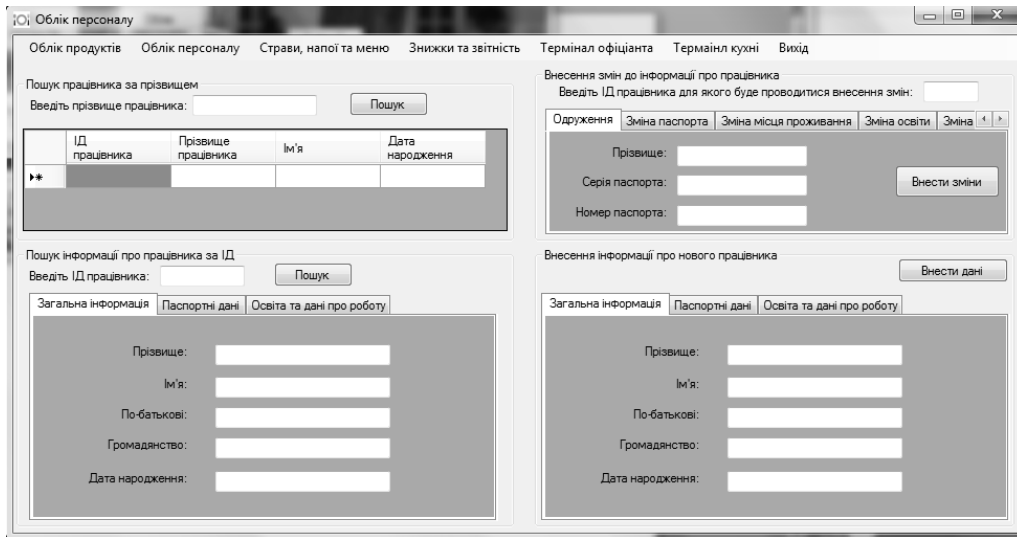 Облік персоналу
Облік продуктів Облік персоналу Страви, напої та меню Знижки та звітність Термінал офіціанта Термаінл кухні Вихід
Пошук працівника за прізвищем
Введіть прізвище працівника: Пошук
ІД працівника Прізвище працівника Ім'я Дата народження
Внесення змін до інформації про працівника
Введіть ІД працівника для якого буде проводитися внесення змін:
Одруження Зміна паспорта Зміна місця проживання Зміна освіти Зміна
Прізвище:
Серія паспорта: Внести зміни
Номер паспорта:
Пошук інформації про працівника за ІД
Введіть ІД працівника: Пошук
Загальна інформація Паспортні дані Освіта та дані про роботу
Прізвище:
Ім'я:
По-батькові:
Громадянство:
Дата народження:
Внесення інформації про нового працівника
Внести дані
Загальна інформація Паспортні дані Освіта та дані про роботу
Прізвище:
Ім'я:
По-батькові:
Громадянство:
Дата народження: